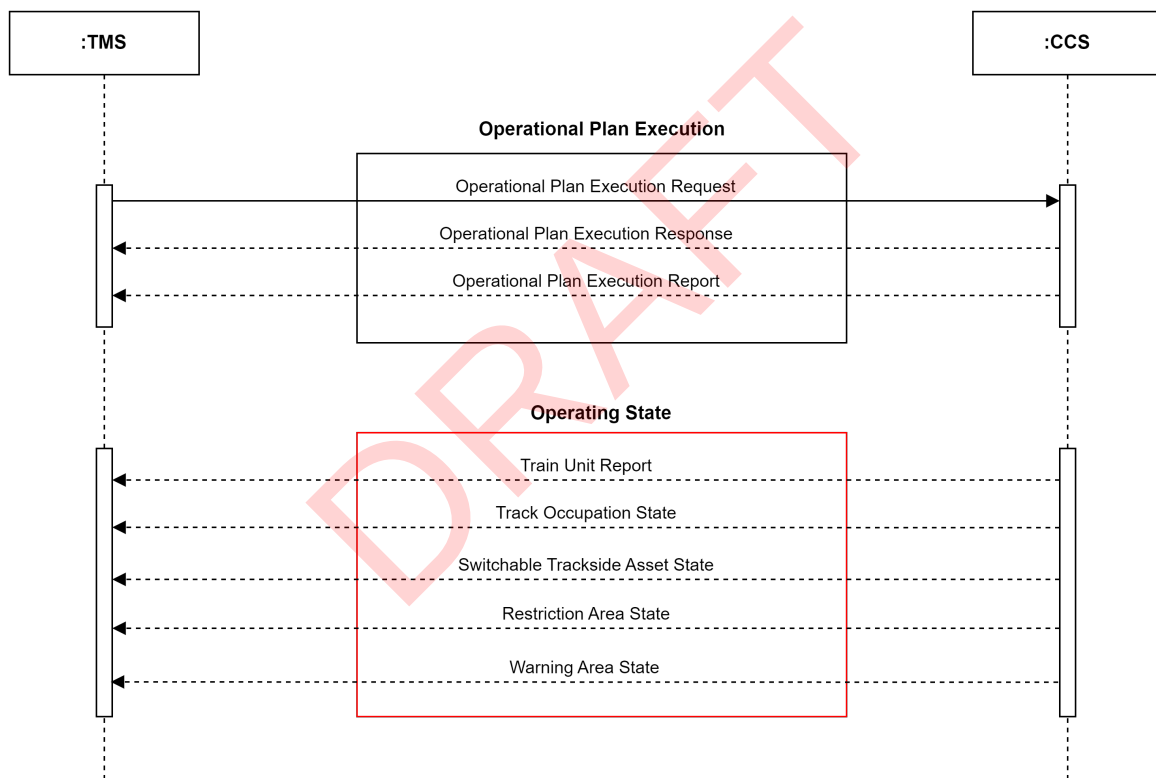 :TMS
:CCS
Operational Plan Execution
Operational Plan Execution Request
Operational Plan Execution Response
Operational Plan Execution Report
Operating State
Train Unit Report
Track Occupation State
Switchable Trackside Asset State
Restriction Area State
Warning Area State
DRAFT